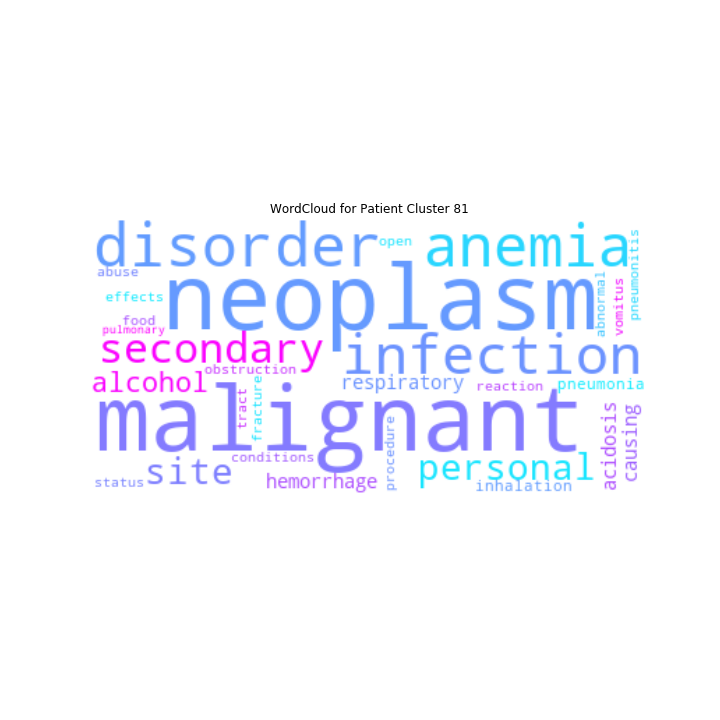 WordCloud for Patient Cluster 81
disorder
open
anemia
pneumonitis
abuse
neoplasm
abnormal
vomitus
effects
food
pulmonary
secondary
infection
obstruction
alcohol
respiratory
reaction
pneumonia
tract
fracture
malignant
acidosis
causing
procedure
conditions
site
personal
status
hemorrhage
inhalation